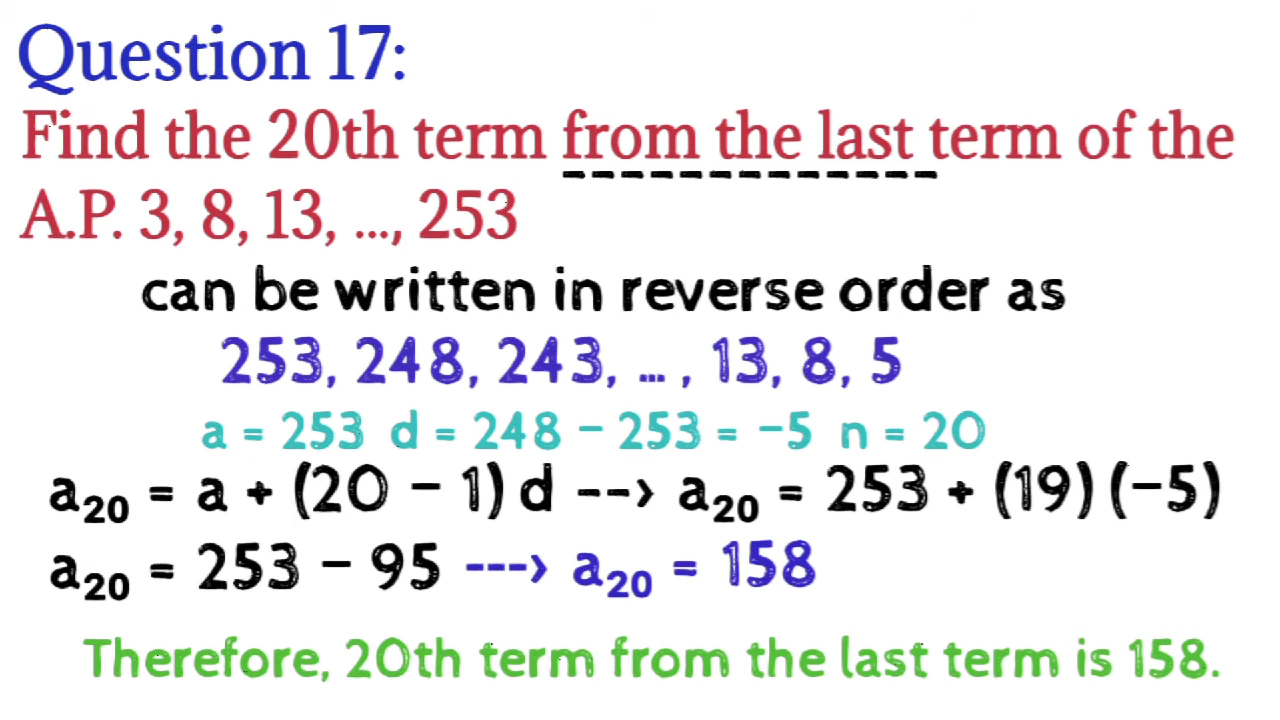 Question 17:
Find the 20th term from the last term of the
A.P. 3, 8, 13, ..., 253
can be written in reverse order as
253, 248, 243, ... , 13, 8, 5
a = 253 d = 248 − 253 = −5 n = 20
a₂₀ = a + (20 − 1) d --> a₂₀ = 253 + (19) (−5)
a₂₀ = 253 − 95 ---> a₂₀ = 158
Therefore, 20th term from the last term is 158.